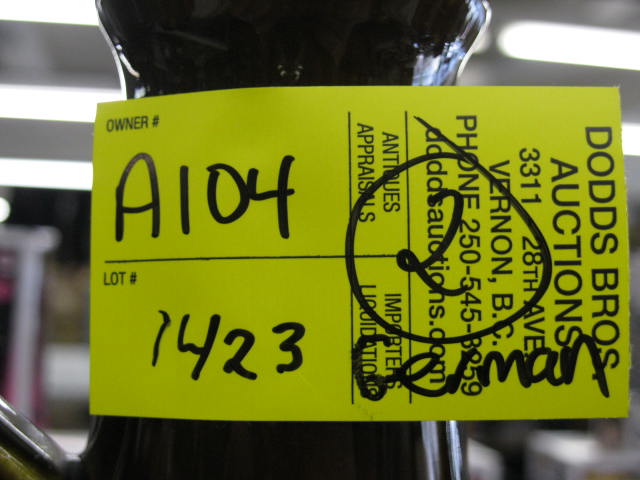 OWNER #
A104
LOT #
1423
DODDS BROS.
AUCTIONS
3311 28TH AVE.
VERNON, B.C.
PHONE 250-545-3259
doddsauctions.com
ANTIQUES IMPORTERS
APPRAISALS LIQUIDATIONS
2
German